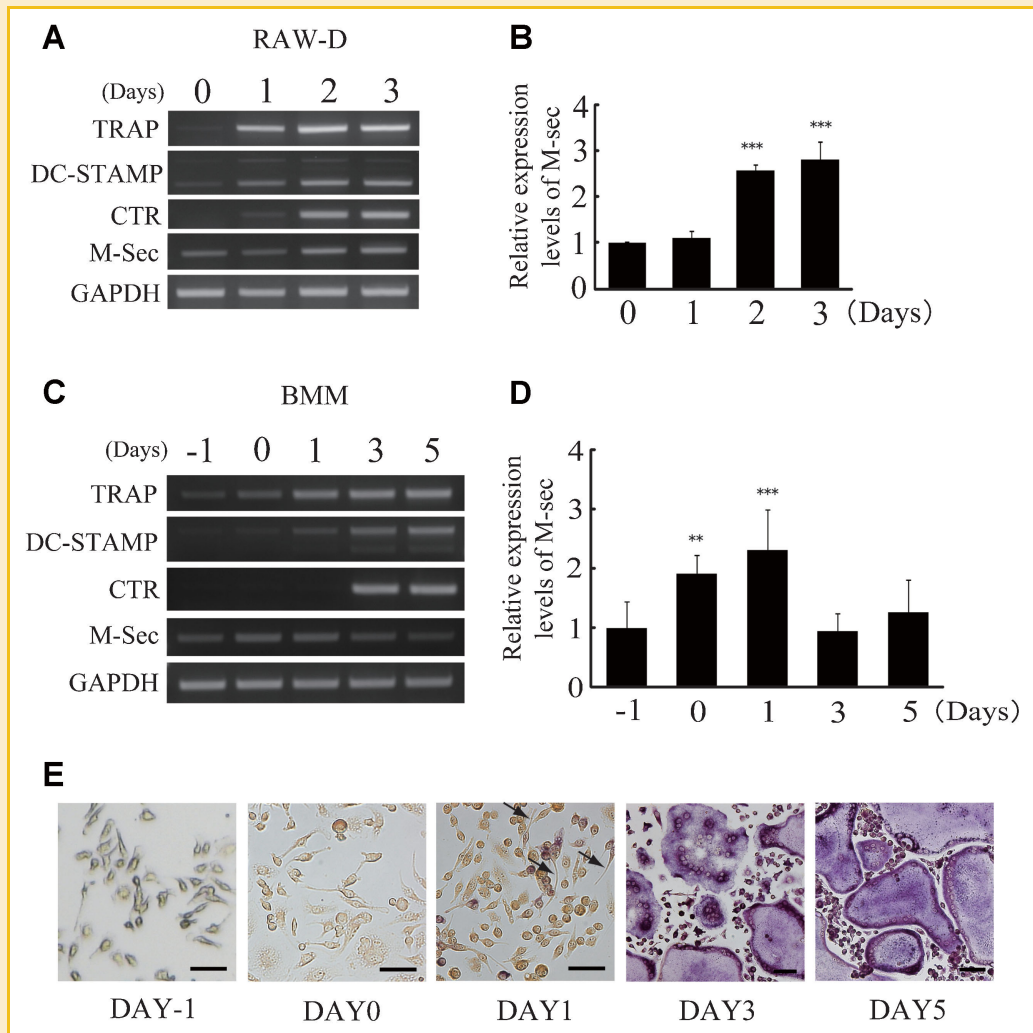 A
RAW-D
(Days) 0 1 2 3
TRAP
DC-STAMP
CTR
M-Sec
GAPDH
B
Relative expression
levels of M-sec
4
3
2
1
0
*** ***
0 1 2 3 (Days)
C
BMM
(Days) -1 0 1 3 5
TRAP
DC-STAMP
CTR
M-Sec
GAPDH
D
Relative expression
levels of M-sec
4
3
2
1
0
** ***
-1 0 1 3 5 (Days)
E
DAY-1 DAY0 DAY1 DAY3 DAY5